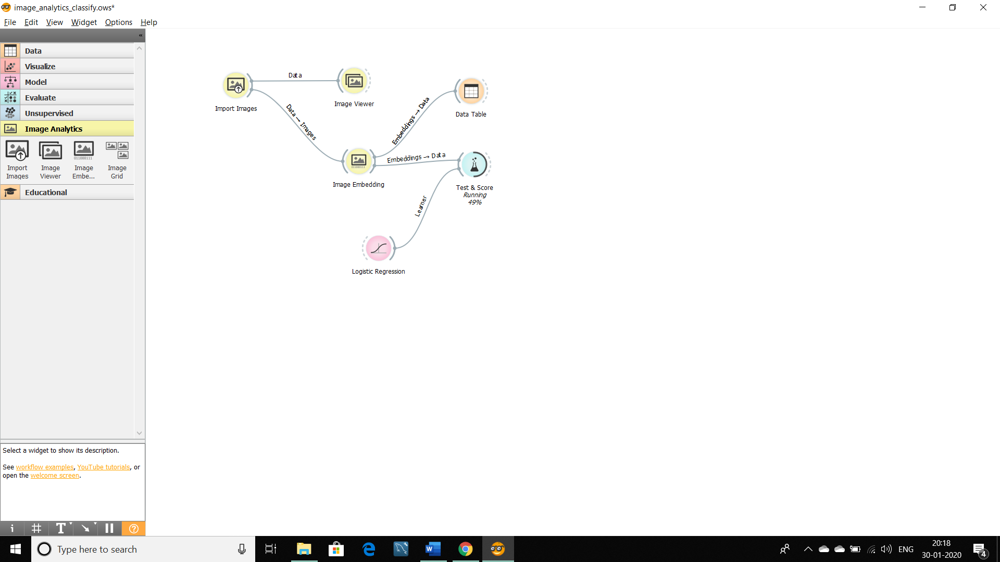 image_analytics_classify.ows*
File Edit View Widget Options Help
«
Data
Visualize
Model
Evaluate
Unsupervised
Image Analytics
Import Images
Image Viewer
Image Embe...
Image Grid
Educational
Select a widget to show its description.
See workflow examples, YouTube tutorials, or
open the welcome screen.
Data
Import Images
Image Viewer
Data → Images
Embeddings → Data
Data Table
Embeddings → Data
Image Embedding
Test & Score
Running
49%
Learner
Logistic Regression
Type here to search
ENG
20:18
30-01-2020
4